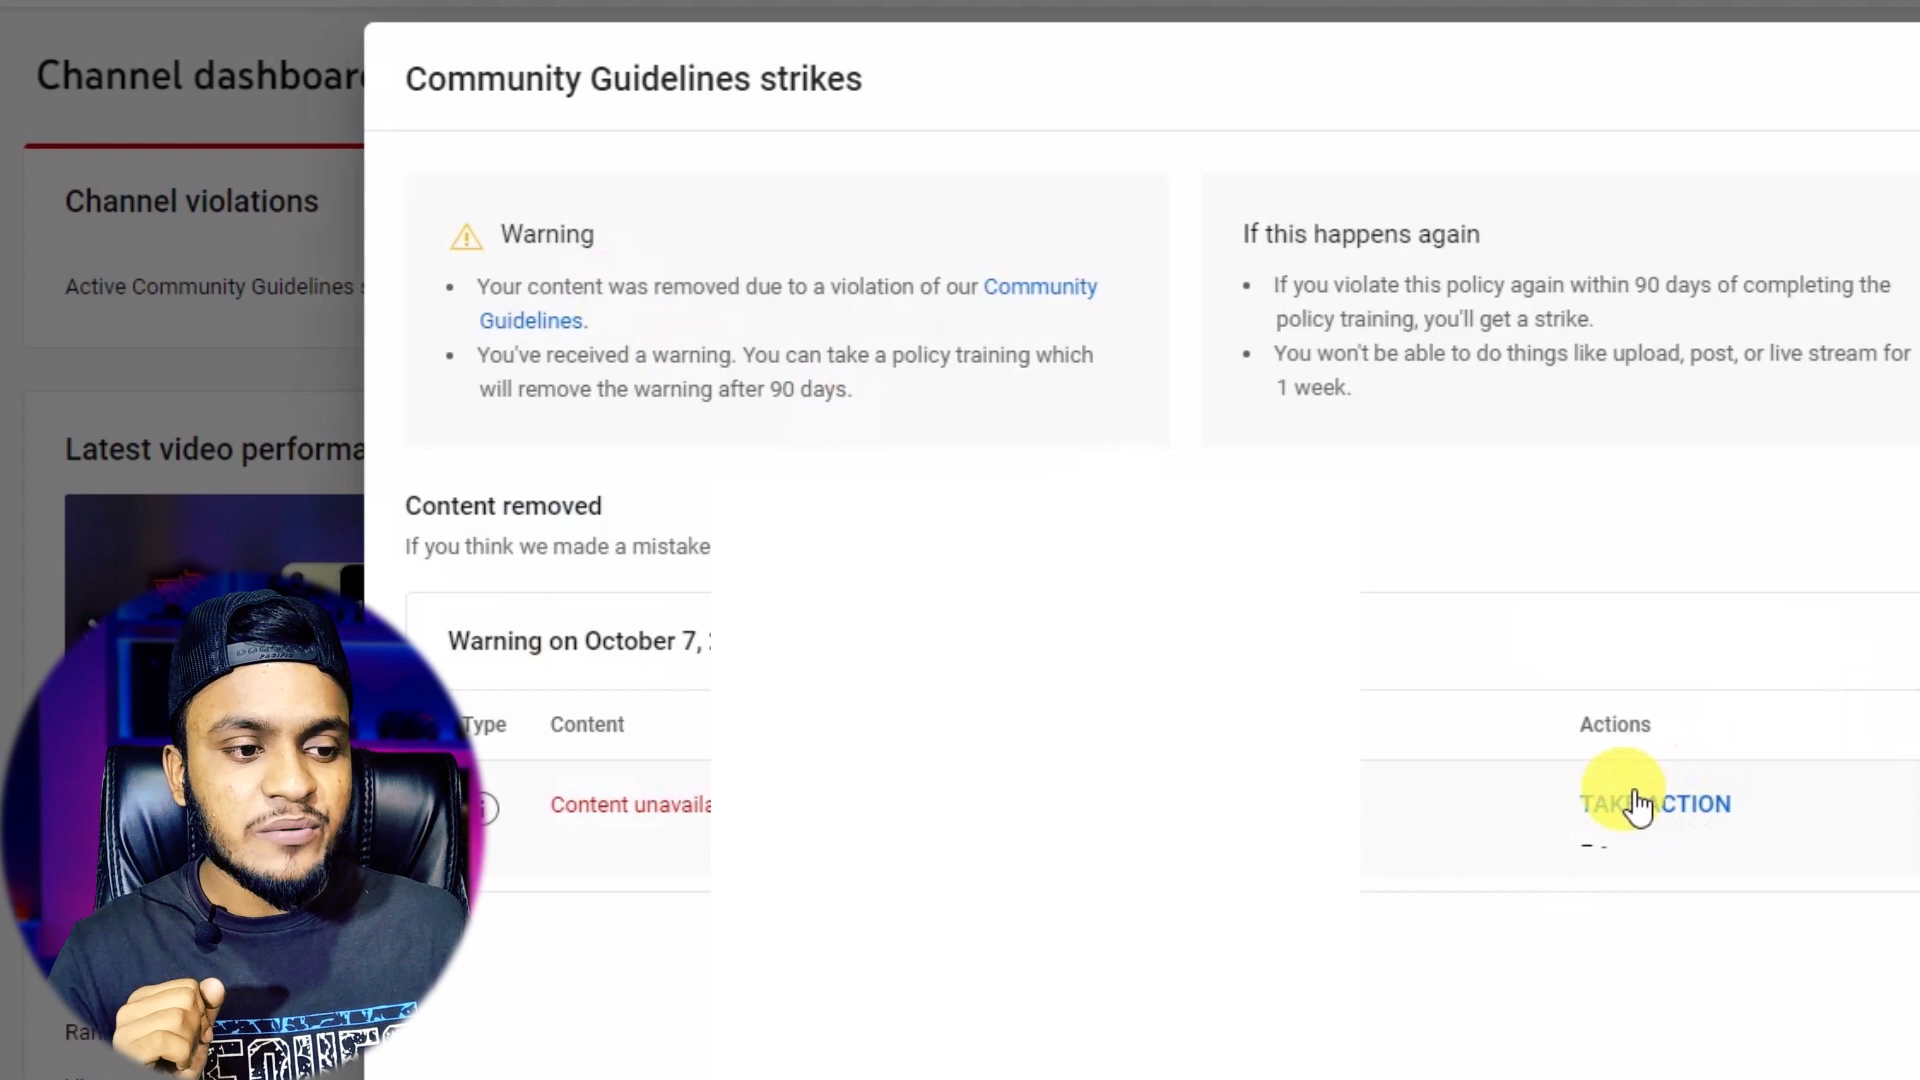 Channel dashboar
Community Guidelines strikes
Channel violations
Active Community Guidelines
Warning
Your content was removed due to a violation of our Community
Guidelines.
You've received a warning. You can take a policy training which
will remove the warning after 90 days.
If this happens again
If you violate this policy again within 90 days of completing the
policy training, you'll get a strike.
You won't be able to do things like upload, post, or live stream for
1 week.
Latest video performa
Content removed
If you think we made a mistake
Warning on October 7,
Type Content Actions
Content unavaila
TAKE ACTION
Ran